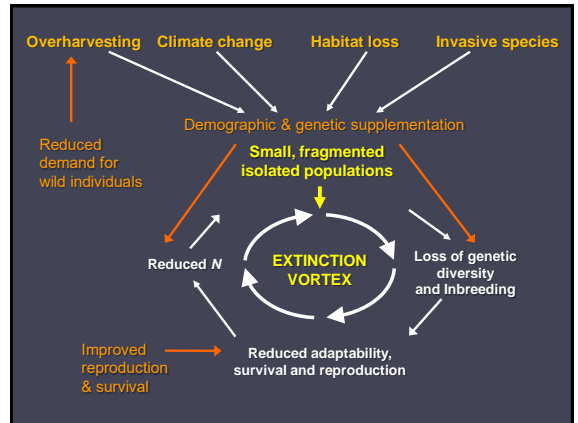 Overharvesting Climate change Habitat loss Invasive species
Demographic & genetic supplementation
Reduced
demand for
wild individuals
Small, fragmented
isolated populations
Reduced N
EXTINCTION
VORTEX
Loss of genetic
diversity
and Inbreeding
Improved
reproduction
& survival
Reduced adaptability,
survival and reproduction